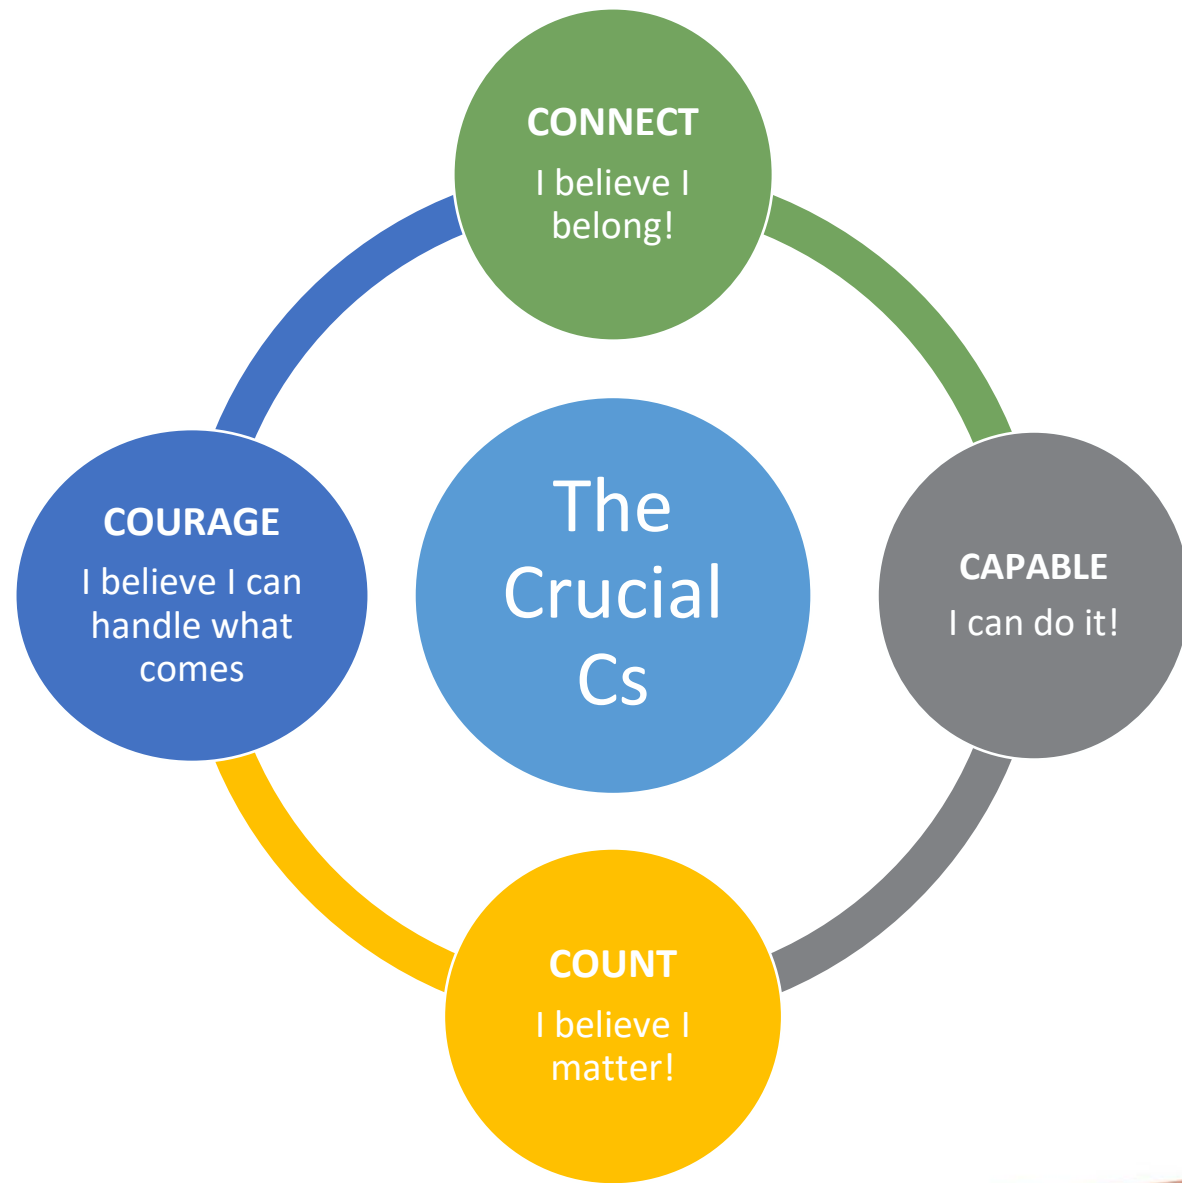 CONNECT
I believe I
belong!
The
Crucial
Cs
COURAGE
I believe I can
handle what
comes
CAPABLE
I can do it!
COUNT
I believe I
matter!